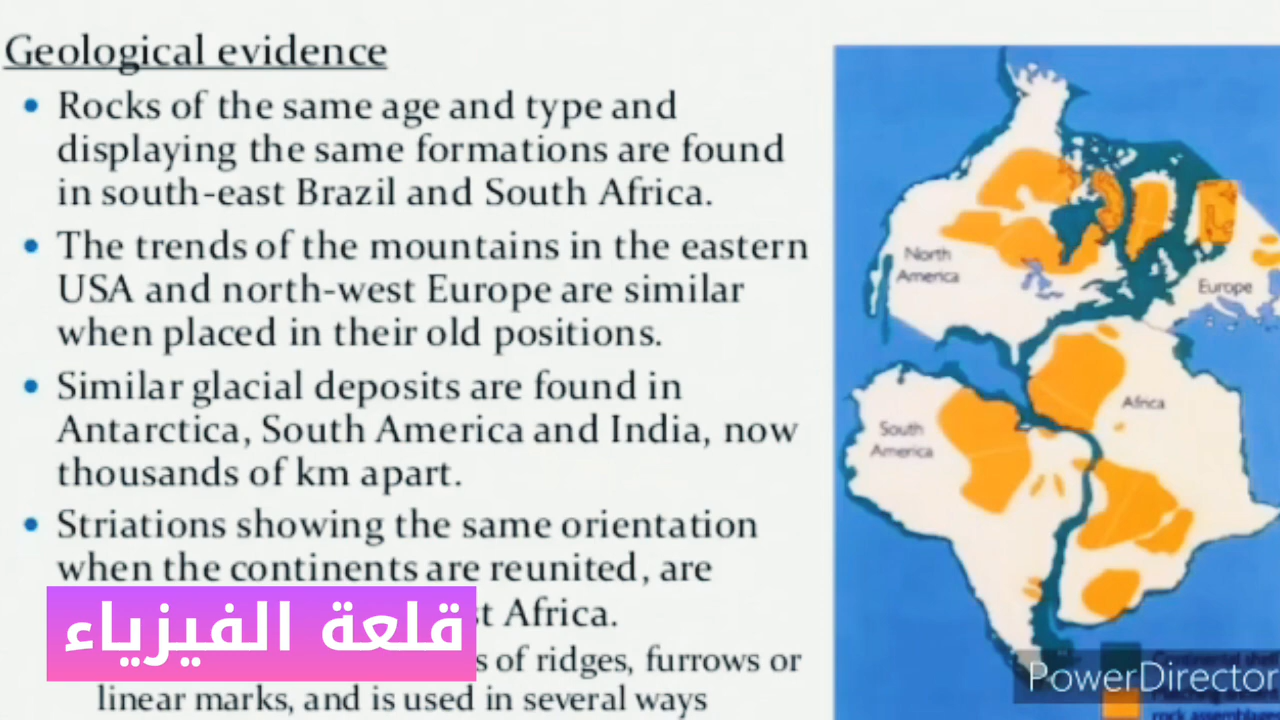 Geological evidence
• Rocks of the same age and type and
displaying the same formations are found
in south-east Brazil and South Africa.
• The trends of the mountains in the eastern
USA and north-west Europe are similar
when placed in their old positions.
• Similar glacial deposits are found in
Antarctica, South America and India, now
thousands of km apart.
• Striations showing the same orientation
when the continents are reunited, are
Africa.
of ridges, furrows or
linear marks, and is used in several ways
قلعة الفيزياء
North
America
Europe
Africa
South
America
PowerDirector